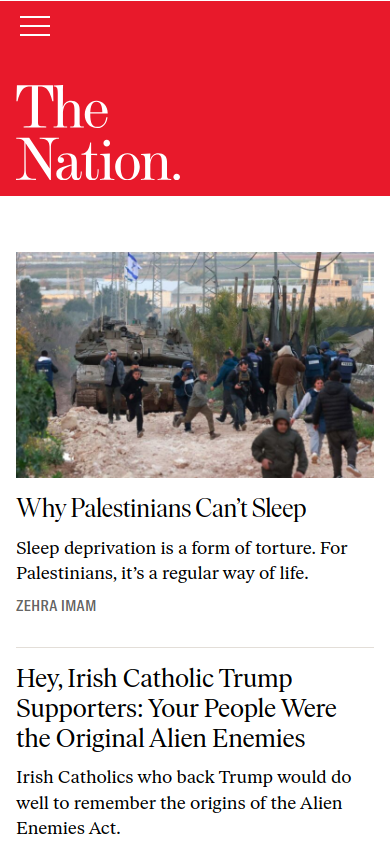 The
Nation.
Why Palestinians Can’t Sleep
Sleep deprivation is a form of torture. For
Palestinians, it’s a regular way of life.
ZEHRA IMAM
Hey, Irish Catholic Trump
Supporters: Your People Were
the Original Alien Enemies
Irish Catholics who back Trump would do
well to remember the origins of the Alien
Enemies Act.